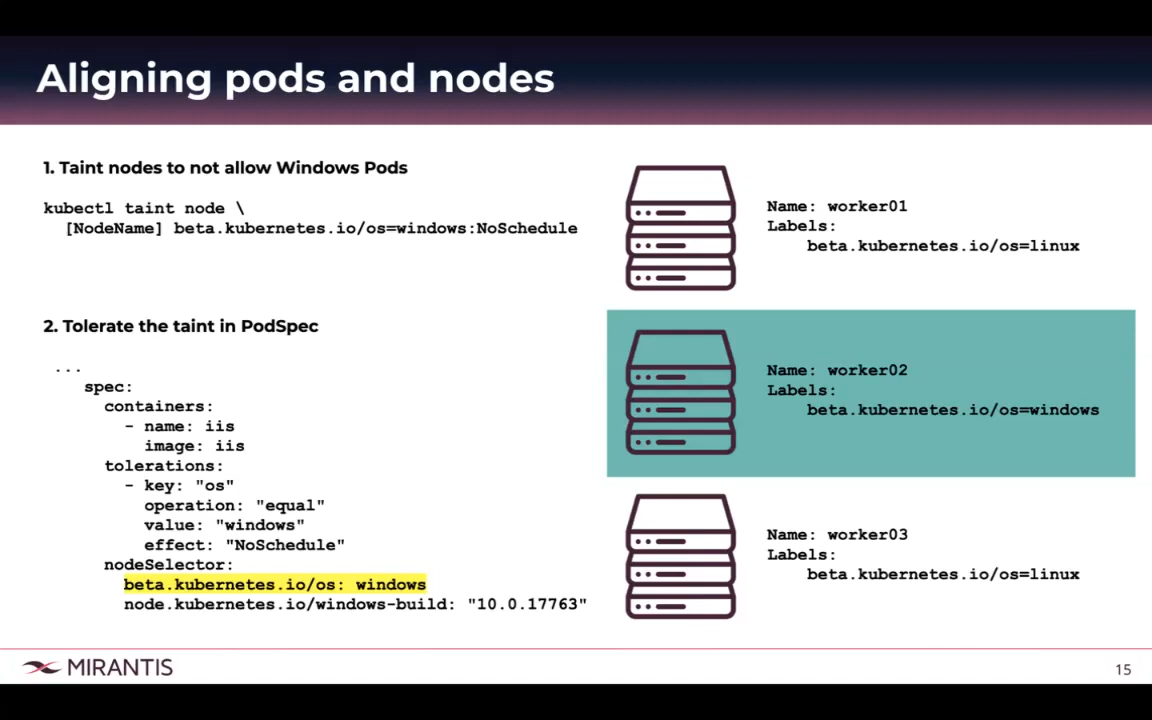 Aligning pods and nodes
1. Taint nodes to not allow Windows Pods
kubectl taint node \
[NodeName] beta.kubernetes.io/os=windows:NoSchedule
2. Tolerate the taint in PodSpec
...
spec:
containers:
- name: iis
image: iis
tolerations:
- key: "os"
operation: "equal"
value: "windows"
effect: "NoSchedule"
nodeSelector:
beta.kubernetes.io/os: windows
node.kubernetes.io/windows-build: "10.0.17763"
Name: worker01
Labels:
beta.kubernetes.io/os=linux
Name: worker02
Labels:
beta.kubernetes.io/os=windows
Name: worker03
Labels:
beta.kubernetes.io/os=linux
MIRANTIS
15